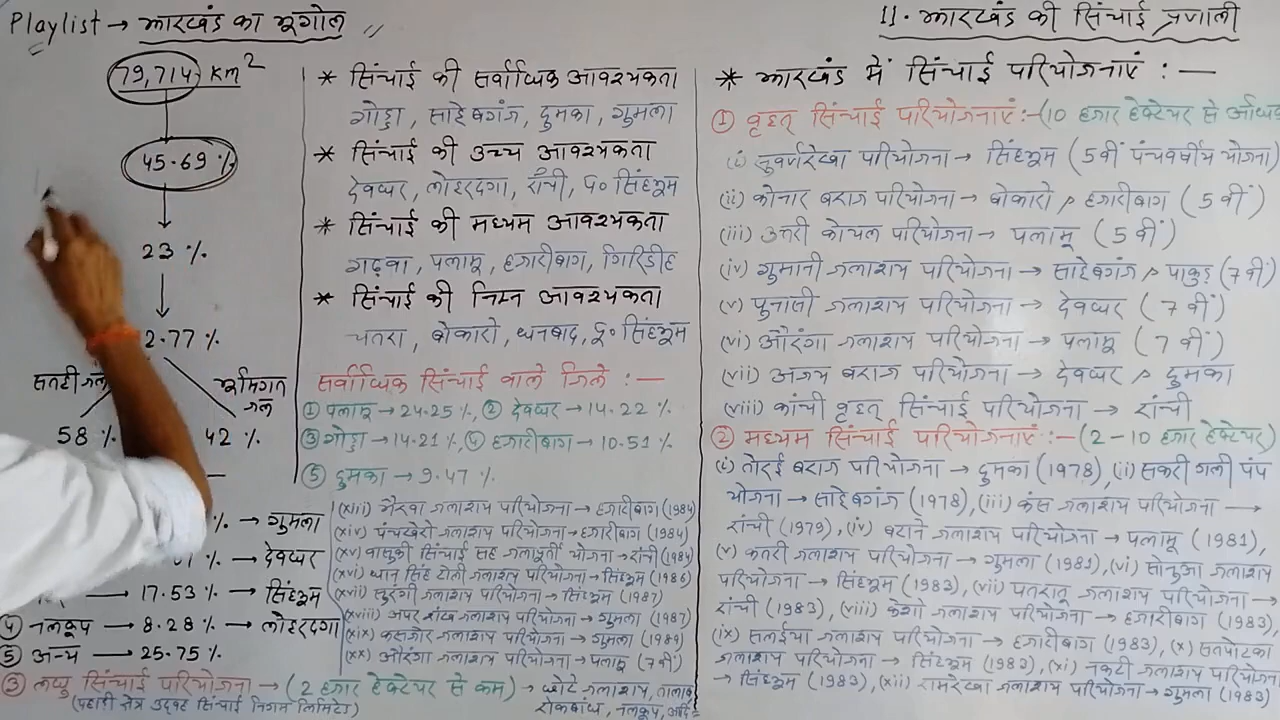 Playlist → झारखंड का भूगोल
11. झारखंड की सिंचाई प्रणाली
79,714 KM²
45.69 %
23 %
2.77 %
सतही जल
भूमिगत जल
58 %
42 %
% → गुमला
% → देवघर
→ 17.53 % → सिंहभूम
④ नलकूप → 8.28 % → लोहरदगा
⑤ अन्य → 25.75 %
③ लघु सिंचाई परियोजना → (2 हजार हेक्टेयर से कम) → छोटे जलाशय, तालाब
(पहाड़ी क्षेत्र उद्वह सिंचाई निगम लिमिटेड)
रोकबांध, नलकूप, आदि
* सिंचाई की सर्वाधिक आवश्यकता
गोड्डा, साहेबगंज, दुमका, गुमला
* सिंचाई की उच्च आवश्यकता
देवघर, लोहरदगा, राँची, प० सिंहभूम
* सिंचाई की मध्यम आवश्यकता
गढ़वा, पलामू, हजारीबाग, गिरिडीह
* सिंचाई की निम्न आवश्यकता
चतरा, बोकारो, धनबाद, पू० सिंहभूम
सर्वाधिक सिंचाई वाले जिले :—
① पलामू → 24.25 %, ② देवघर → 14.22 %
③ गोड्डा → 14.21 %, ④ हजारीबाग → 10.51 %
⑤ दुमका → 9.47 %
(xiii) भैरवा जलाशय परियोजना → हजारीबाग (1984)
(xiv) पंचखेरो जलाशय परियोजना → हजारीबाग (1984)
(xv) वासुकी सिंचाई सह जलापूर्ती योजना → रांची (1984)
(xvi) धान सिंह टोली जलाशय परियोजना → सिंहभूम (1986)
(xvii) सुरंगी जलाशय परियोजना → सिंहभूम (1987)
(xviii) अपर शंख जलाशय परियोजना → गुमला (1987)
(xix) कसजोर जलाशय परियोजना → गुमला (1989)
(xx) औरंगा जलाशय परियोजना → पलामू (7वीं)
* झारखंड में सिंचाई परियोजनाएं :—
① वृहत् सिंचाई परियोजनाएं :- (10 हजार हेक्टेयर से
(i) सुवर्णरेखा परियोजना → सिंहभूम (5वीं पंचवर्षीय योजना)
(ii) कोनार बराज परियोजना → बोकारो, हजारीबाग (5वीं)
(iii) उत्तरी कोयल परियोजना → पलामू (5वीं)
(iv) गुमानी जलाशय परियोजना → साहेबगंज, पाकुड़ (7वीं)
(v) पुनासी जलाशय परियोजना → देवघर (7वीं)
(vi) औरंगा जलाशय परियोजना → पलामू (7वीं)
(vii) अजय बराज परियोजना → देवघर, दुमका
(viii) कांची वृहत् सिंचाई परियोजना → रांची
② मध्यम सिंचाई परियोजनाएं :- (2-10 हजार हेक्टेयर)
(i) तोरई बराज परियोजना → दुमका (1978), (ii) सकरी गली पंप
योजना → साहेबगंज (1978), (iii) कंस जलाशय परियोजना →
रांची (1979), (iv) बटाने जलाशय परियोजना → पलामू (1981),
(v) कतरी जलाशय परियोजना → गुमला (1981), (vi) सोनुआ जलाशय
परियोजना → सिंहभूम (1983), (vii) पतरातू जलाशय परियोजना →
रांची (1983), (viii) केशो जलाशय परियोजना → हजारीबाग (1983),
(ix) सलईया जलाशय परियोजना → हजारीबाग (1983), (x) सतपोटका
जलाशय परियोजना → सिंहभूम (1983), (xi) नकटी जलाशय परियोजना
→ सिंहभूम (1983), (xii) रामरेखा जलाशय परियोजना → गुमला (1983)